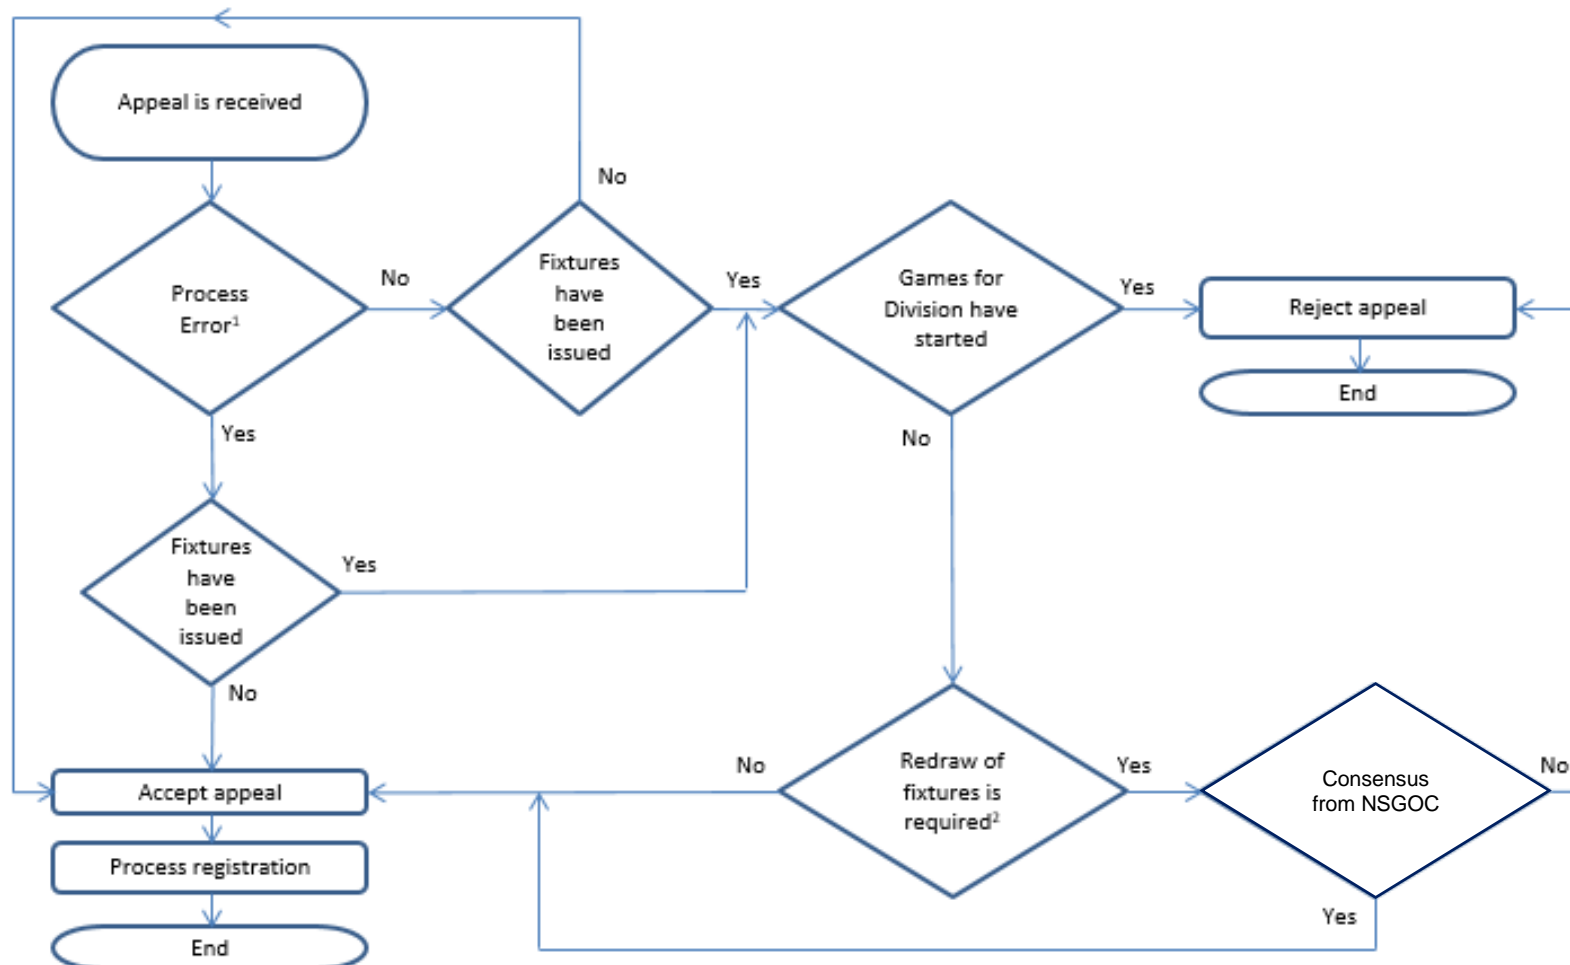 Appeal is received
No
Process
Error¹
No
Fixtures
have
been
issued
Yes
Games for
Division have
started
Yes
Reject appeal
End
Yes
No
Fixtures
have
been
issued
Yes
No
Accept appeal
Process registration
End
No
Redraw of
fixtures is
required²
Yes
Consensus
from NSGOC
No
Yes